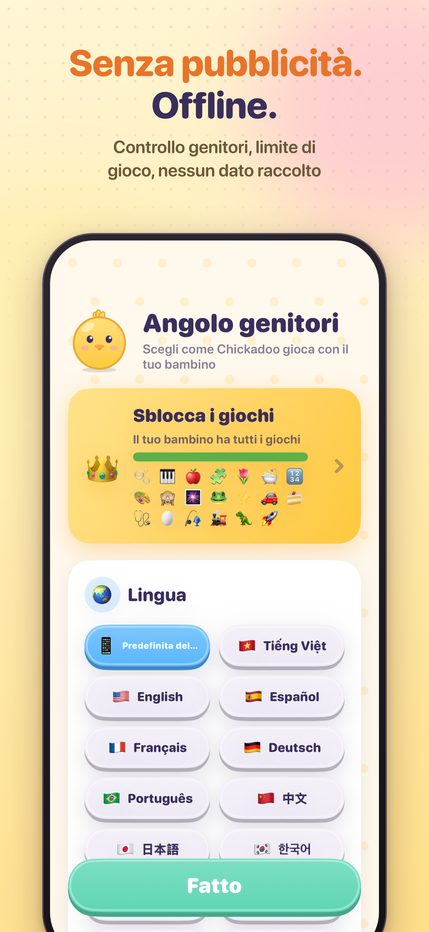 Senza pubblicità.
Offline.
Controllo genitori, limite di
gioco, nessun dato raccolto
Angolo genitori
Scegli come Chickadoo gioca con il
tuo bambino
Sblocca i giochi
Il tuo bambino ha tutti i giochi
Lingua
Predefinita del...
Tiếng Việt
English
Español
Français
Deutsch
Português
中文
日本語
한국어
Fatto